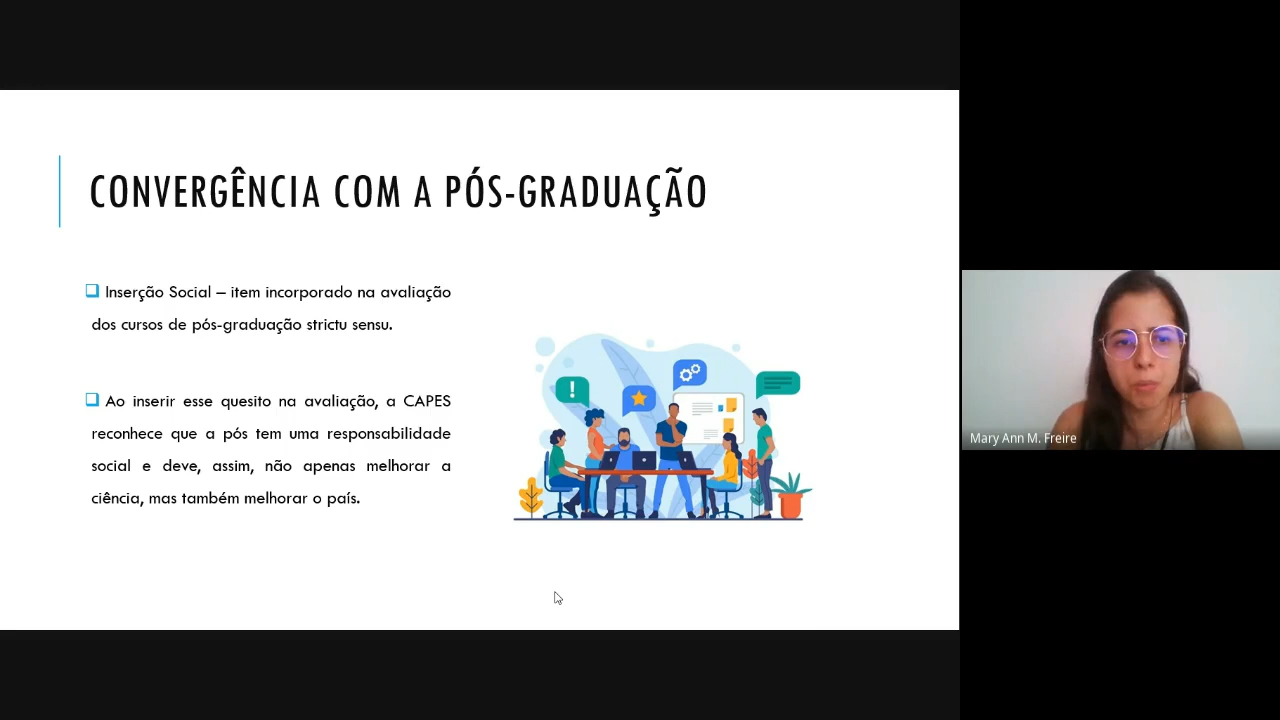 CONVERGÊNCIA COM A PÓS-GRADUAÇÃO
Inserção Social – item incorporado na avaliação
dos cursos de pós-graduação strictu sensu.
Ao inserir esse quesito na avaliação, a CAPES
reconhece que a pós tem uma responsabilidade
social e deve, assim, não apenas melhorar a
ciência, mas também melhorar o país.
Mary Ann M. Freire